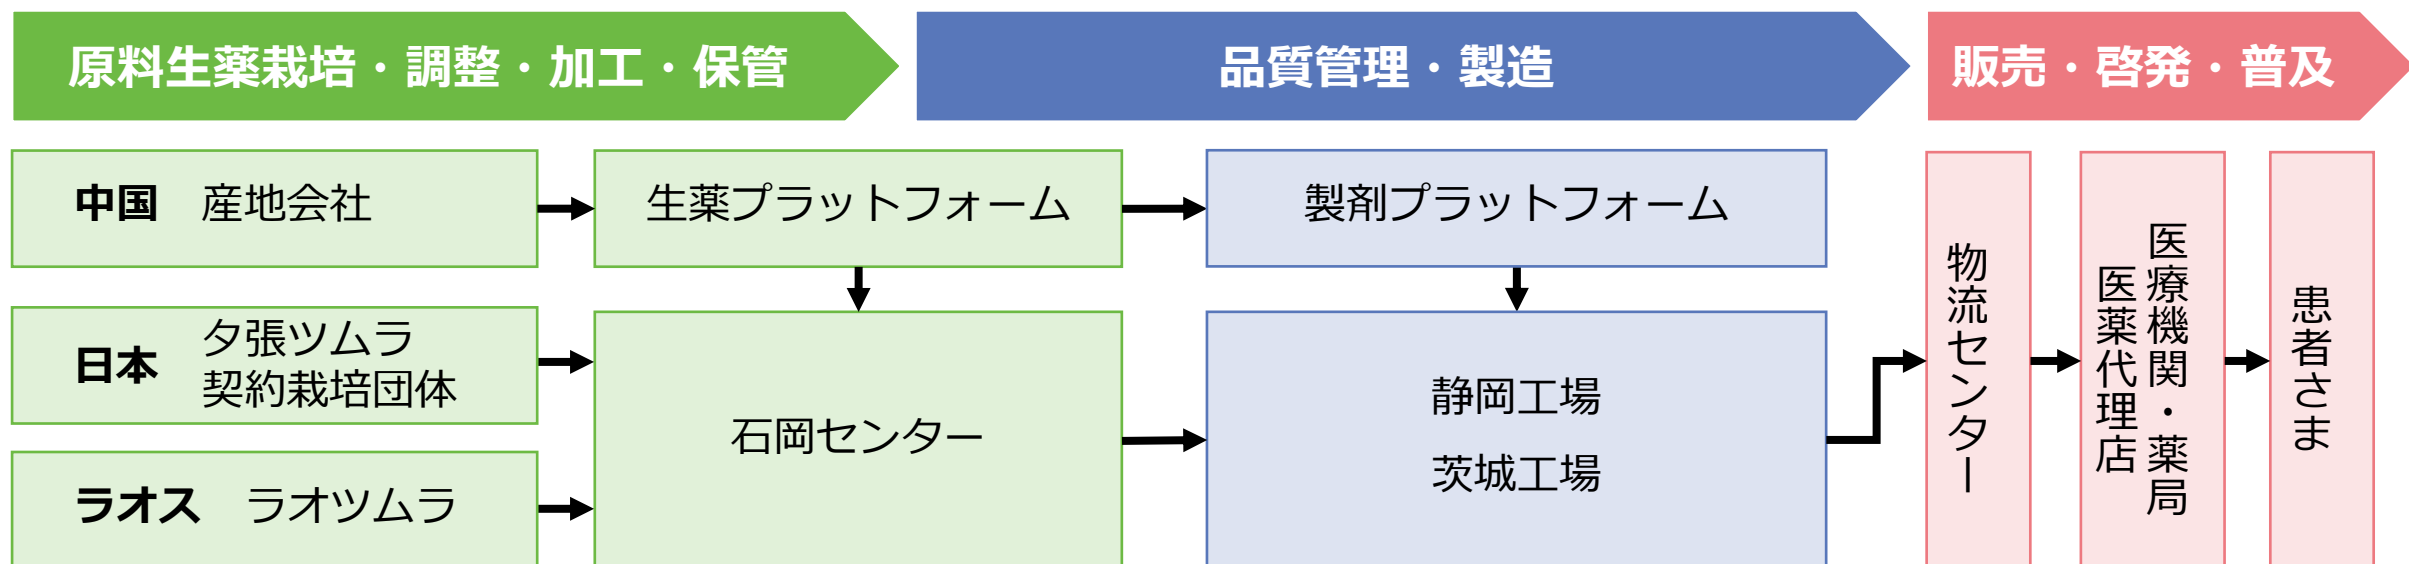 原料生薬栽培・調整・加工・保管
品質管理・製造
販売・啓発・普及
中国 産地会社
生薬プラットフォーム
製剤プラットフォーム
日本 夕張ツムラ
契約栽培団体
ラオス ラオツムラ
石岡センター
静岡工場
茨城工場
物流センター
医療機関・薬局
医薬代理店
患者さま